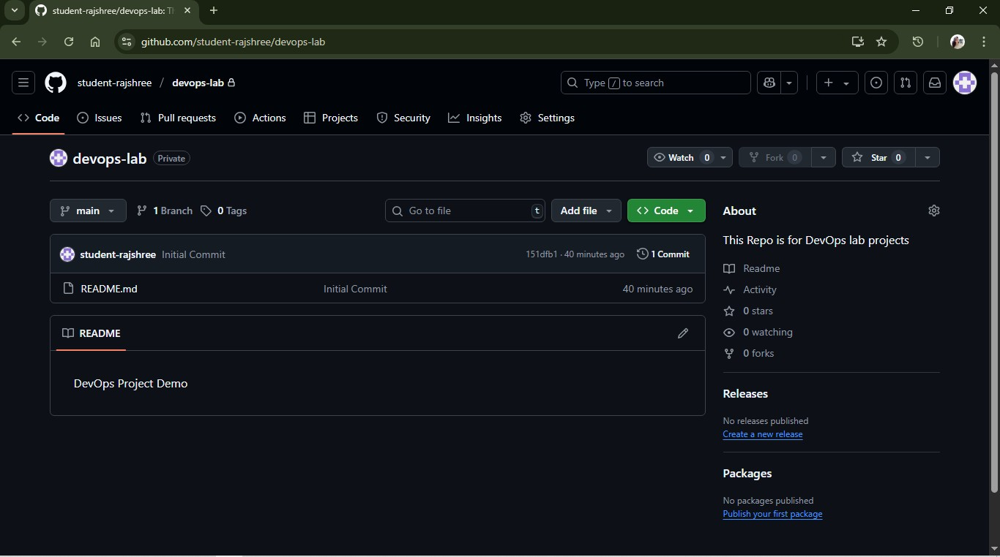 student-rajshree/devops-lab: Th
github.com/student-rajshree/devops-lab
student-rajshree / devops-lab
Type / to search
Code Issues Pull requests Actions Projects Security Insights Settings
devops-lab Private
Watch 0 Fork 0 Star 0
main 1 Branch 0 Tags Go to file t Add file Code
student-rajshree Initial Commit 151dfb1 · 40 minutes ago 1 Commit
README.md Initial Commit 40 minutes ago
README
DevOps Project Demo
About
This Repo is for DevOps lab projects
Readme
Activity
0 stars
0 watching
0 forks
Releases
No releases published
Create a new release
Packages
No packages published
Publish your first package